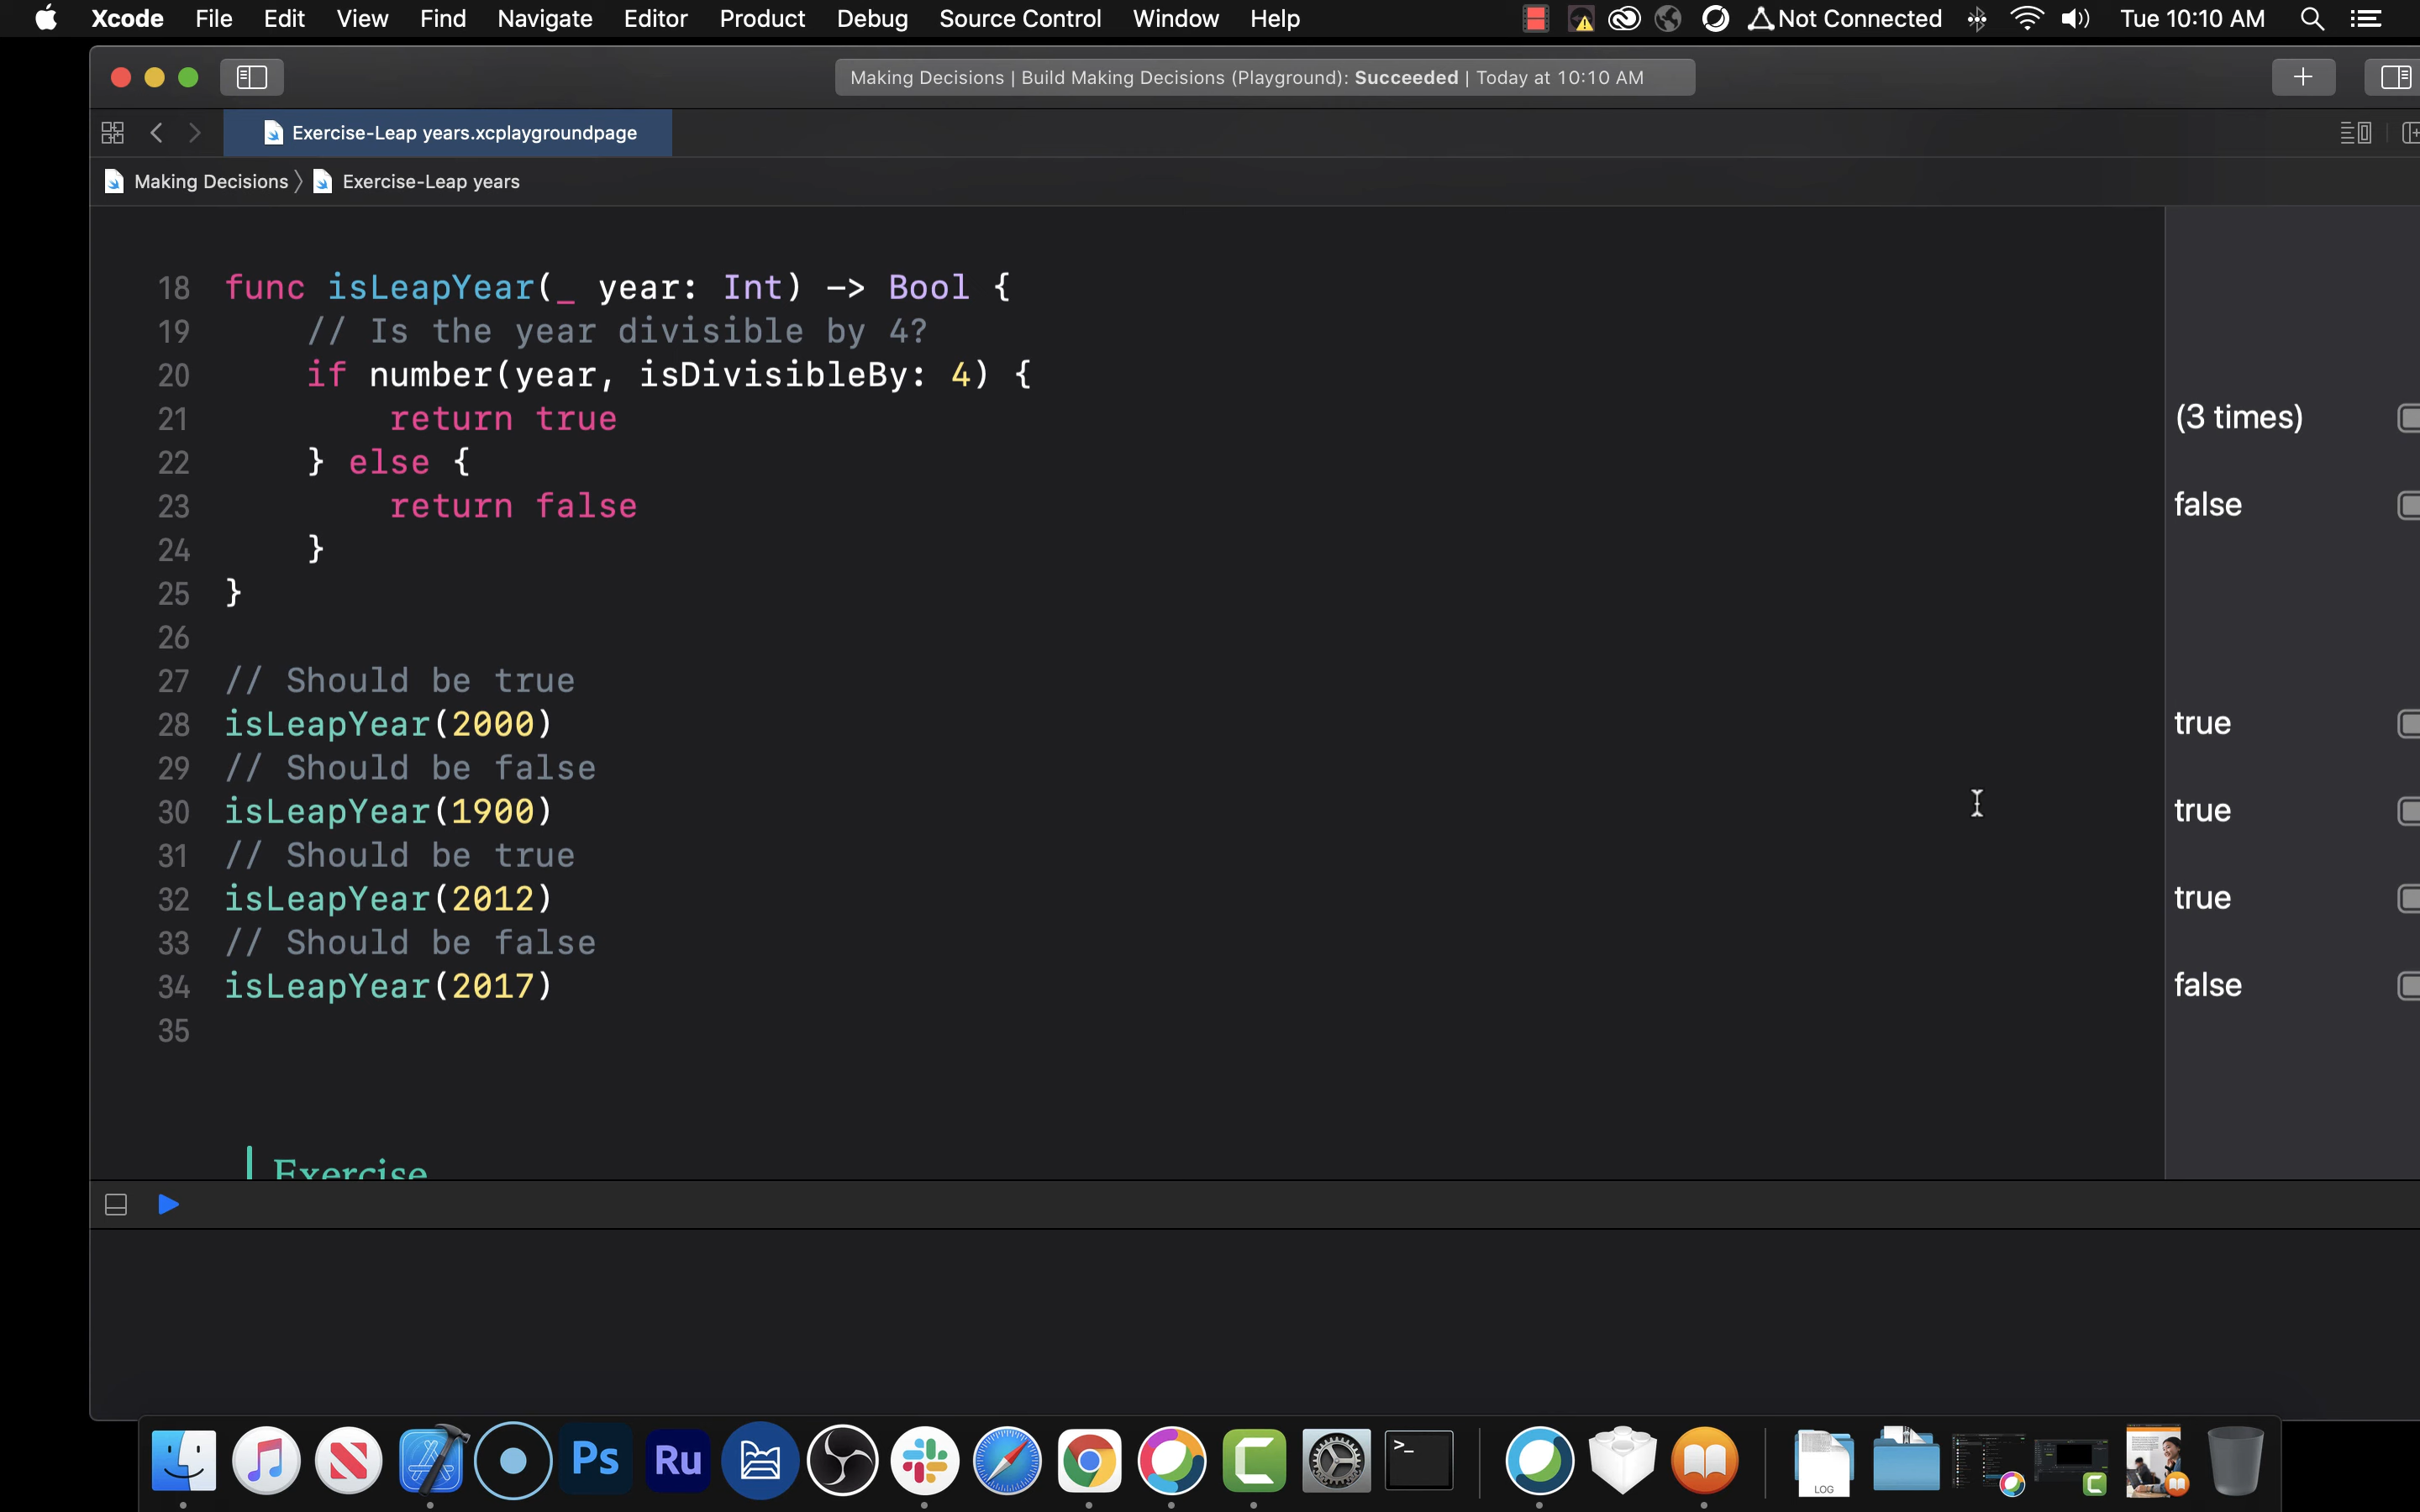 Xcode File Edit View Find Navigate Editor Product Debug Source Control Window Help Not Connected Tue 10:10 AM
Making Decisions | Build Making Decisions (Playground): Succeeded | Today at 10:10 AM
Exercise-Leap years.xcplaygroundpage
Making Decisions Exercise-Leap years
18 func isLeapYear(_ year: Int) -> Bool {
19 // Is the year divisible by 4?
20 if number(year, isDivisibleBy: 4) {
21 return true (3 times)
22 } else {
23 return false false
24 }
25 }
26
27 // Should be true
28 isLeapYear(2000) true
29 // Should be false
30 isLeapYear(1900) true
31 // Should be true
32 isLeapYear(2012) true
33 // Should be false
34 isLeapYear(2017) false
35
Exercise
Ps Ru >_ LOG